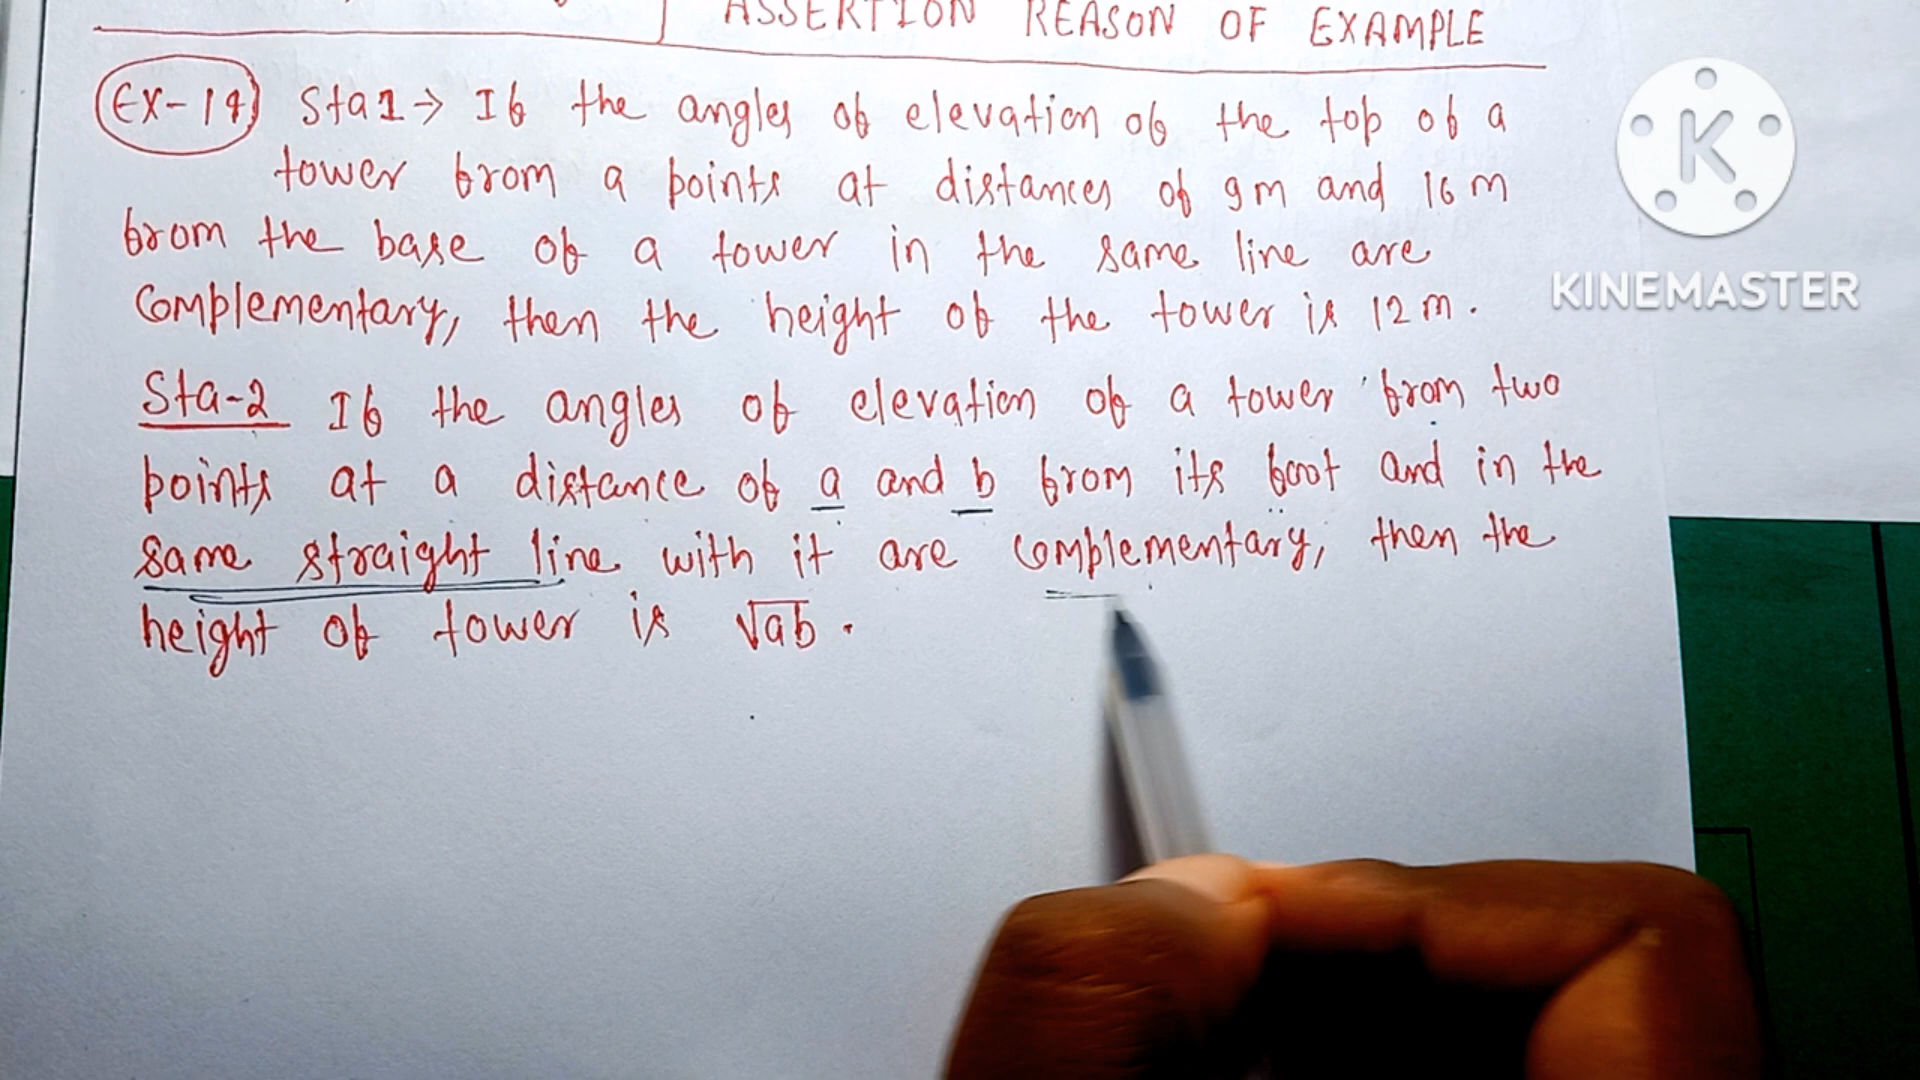 ASSERTION REASON OF EXAMPLE
Ex-14 Sta1→ If the angles of elevation of the top of a
tower from a points at distances of 9m and 16 m
from the base of a tower in the same line are
Complementary, then the height of the tower is 12 m.
Sta-2 If the angles of elevation of a tower from two
points at a distance of a and b from its foot and in the
same straight line with it are complementary, then the
height of tower is √ab.
K
KINEMASTER